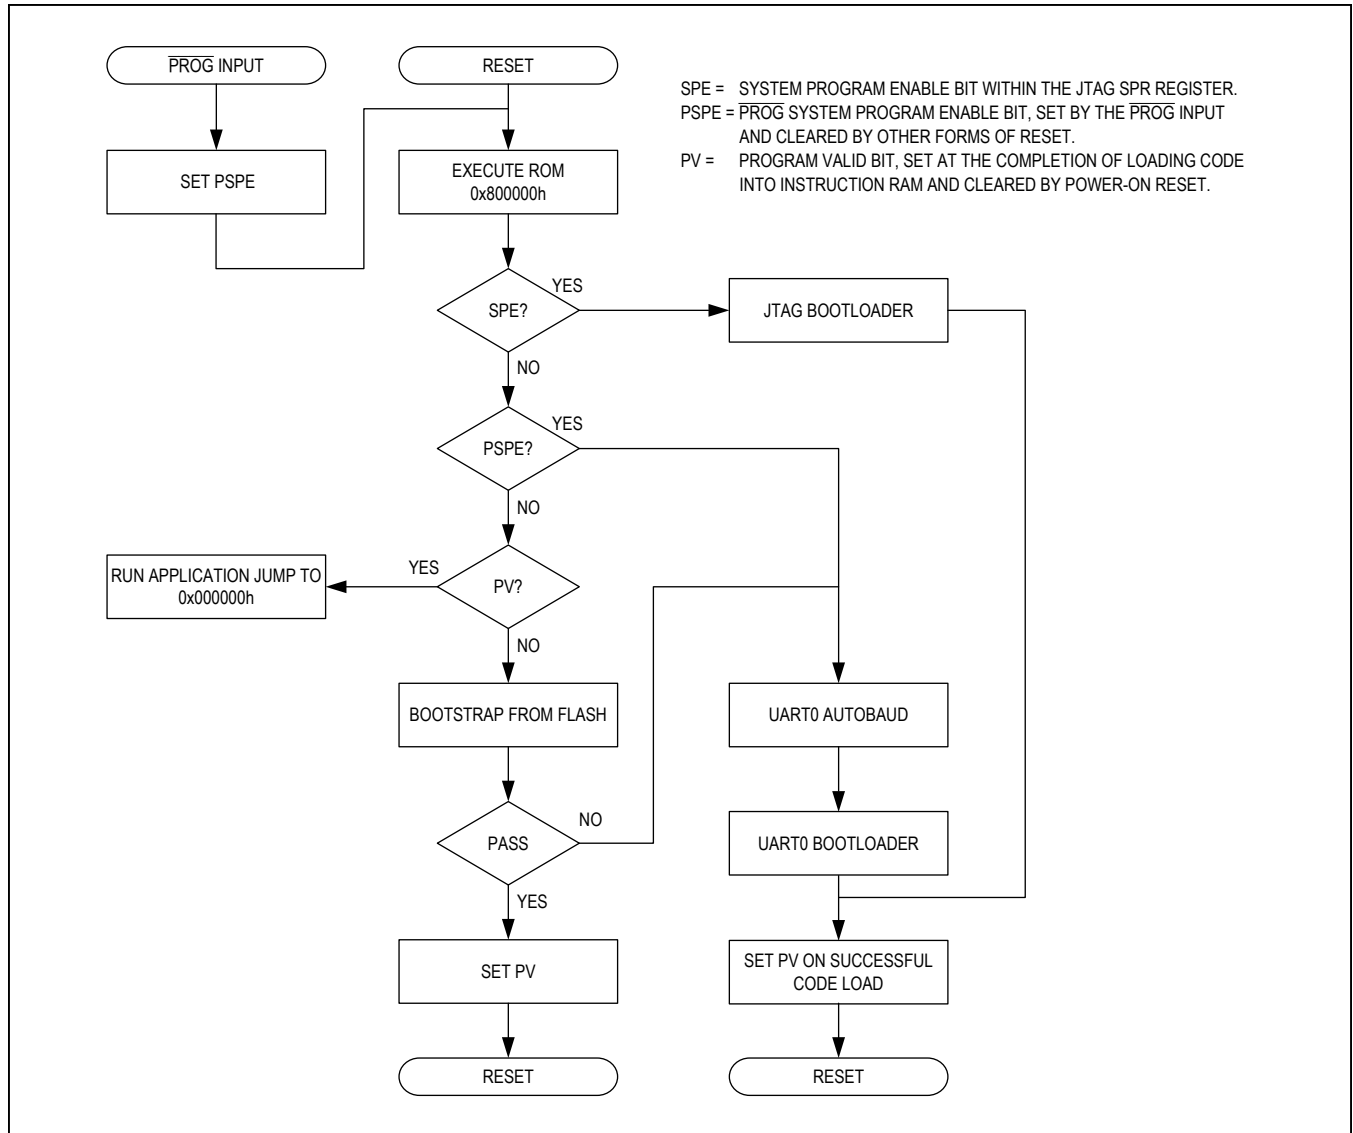 PROG INPUT
RESET
SPE = SYSTEM PROGRAM ENABLE BIT WITHIN THE JTAG SPR REGISTER.
PSPE = PROG SYSTEM PROGRAM ENABLE BIT, SET BY THE PROG INPUT
AND CLEARED BY OTHER FORMS OF RESET.
PV = PROGRAM VALID BIT, SET AT THE COMPLETION OF LOADING CODE
INTO INSTRUCTION RAM AND CLEARED BY POWER-ON RESET.
SET PSPE
EXECUTE ROM
0x800000h
SPE?
YES
JTAG BOOTLOADER
NO
PSPE?
YES
NO
RUN APPLICATION JUMP TO
0x000000h
YES
PV?
NO
BOOTSTRAP FROM FLASH
UART0 AUTOBAUD
PASS
NO
UART0 BOOTLOADER
YES
SET PV
SET PV ON SUCCESSFUL
CODE LOAD
RESET
RESET